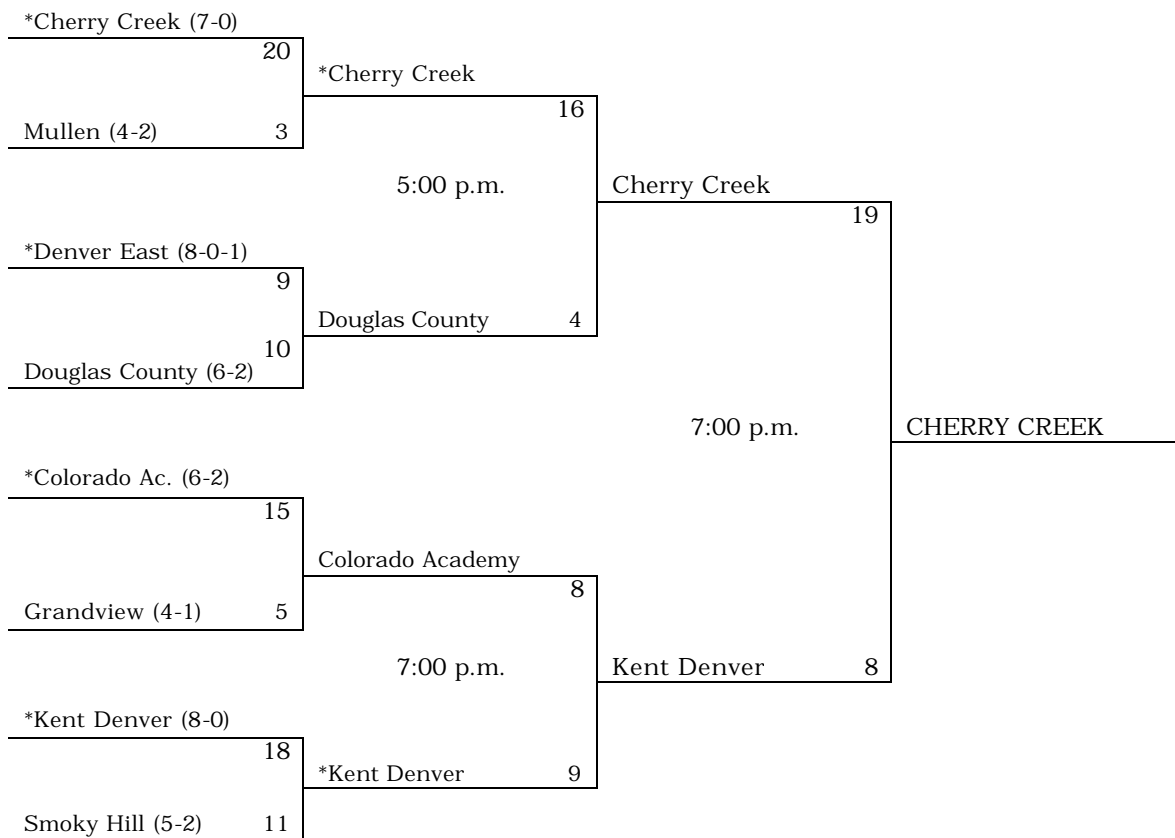 *Cherry Creek (7-0)
20
*Cherry Creek
16
Mullen (4-2) 3
5:00 p.m.
Cherry Creek
19
*Denver East (8-0-1)
9
Douglas County 4
10
Douglas County (6-2)
7:00 p.m.
CHERRY CREEK
*Colorado Ac. (6-2)
15
Colorado Academy
8
Grandview (4-1) 5
7:00 p.m.
Kent Denver 8
*Kent Denver (8-0)
18
*Kent Denver 9
Smoky Hill (5-2) 11